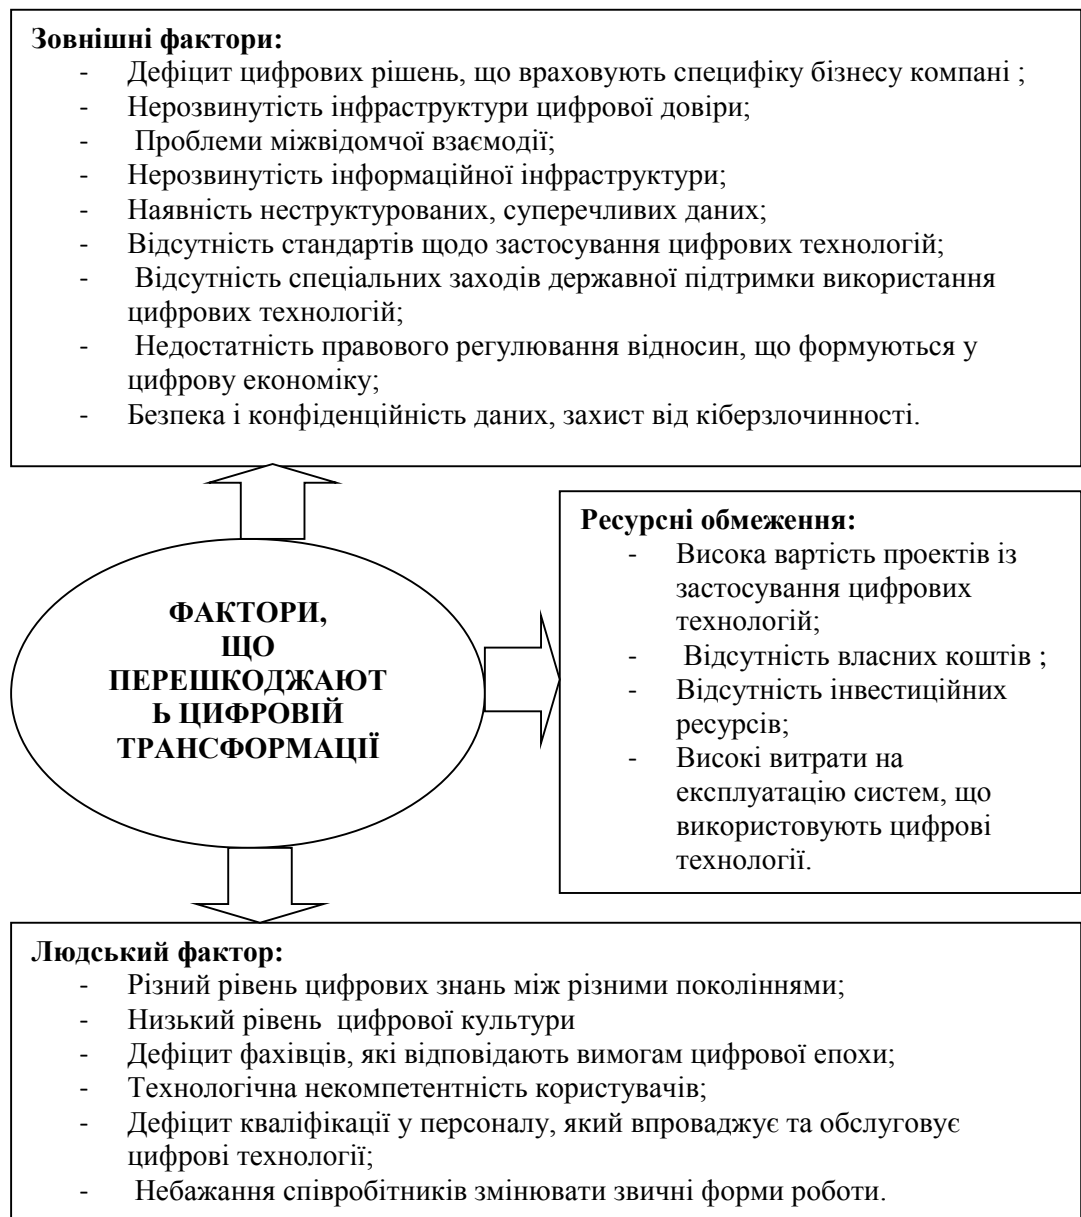 Зовнішні фактори:
- Дефіцит цифрових рішень, що враховують специфіку бізнесу компані ;
- Нерозвинутість інфраструктури цифрової довіри;
- Проблеми міжвідомчої взаємодії;
- Нерозвинутість інформаційної інфраструктури;
- Наявність неструктурованих, суперечливих даних;
- Відсутність стандартів щодо застосування цифрових технологій;
- Відсутність спеціальних заходів державної підтримки використання
цифрових технологій;
- Недостатність правового регулювання відносин, що формуються у
цифрову економіку;
- Безпека і конфіденційність даних, захист від кіберзлочинності.
ФАКТОРИ,
ЩО
ПЕРЕШКОДЖАЮТ
Ь ЦИФРОВІЙ
ТРАНСФОРМАЦІЇ
Ресурсні обмеження:
- Висока вартість проектів із
застосування цифрових
технологій;
- Відсутність власних коштів ;
- Відсутність інвестиційних
ресурсів;
- Високі витрати на
експлуатацію систем, що
використовують цифрові
технології.
Людський фактор:
- Різний рівень цифрових знань між різними поколіннями;
- Низький рівень цифрової культури
- Дефіцит фахівців, які відповідають вимогам цифрової епохи;
- Технологічна некомпетентність користувачів;
- Дефіцит кваліфікації у персоналу, який впроваджує та обслуговує
цифрові технології;
- Небажання співробітників змінювати звичні форми роботи.